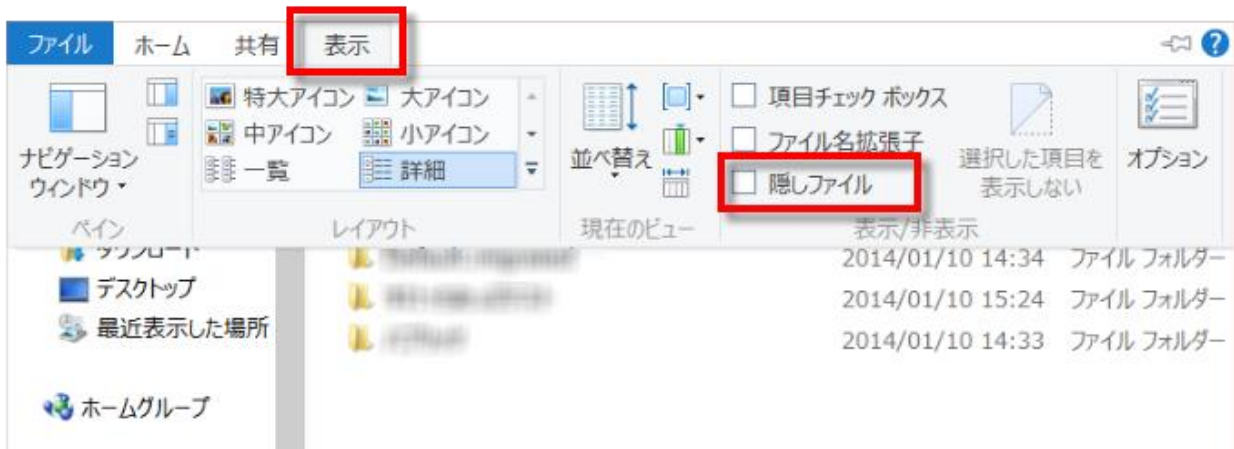 ファイル ホーム 共有 表示
特大アイコン 大アイコン
中アイコン 小アイコン
一覧 詳細
ナビゲーション
ウィンドウ
並べ替え
項目チェック ボックス
ファイル名拡張子
隠しファイル
選択した項目を
表示しない
オプション
ペイン レイアウト 現在のビュー 表示/非表示
ダウンロード
デスクトップ
最近表示した場所
ホームグループ
2014/01/10 14:34 ファイル フォルダー
2014/01/10 15:24 ファイル フォルダー
2014/01/10 14:33 ファイル フォルダー